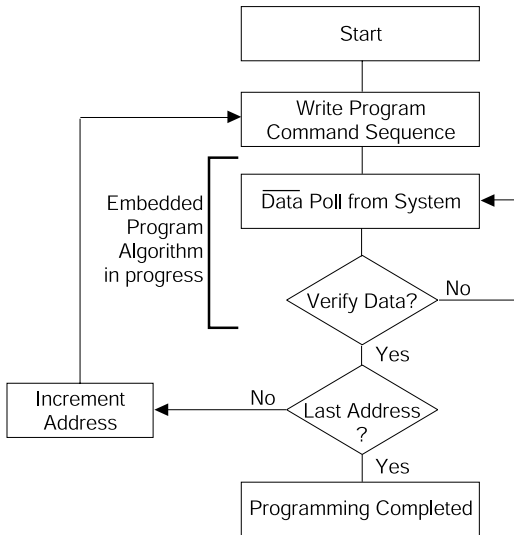 Start
Write Program
Command Sequence
Embedded
Program
Algorithm
in progress
Data Poll from System
Verify Data?
No
Yes
Increment
Address
No
Last Address
?
Yes
Programming Completed